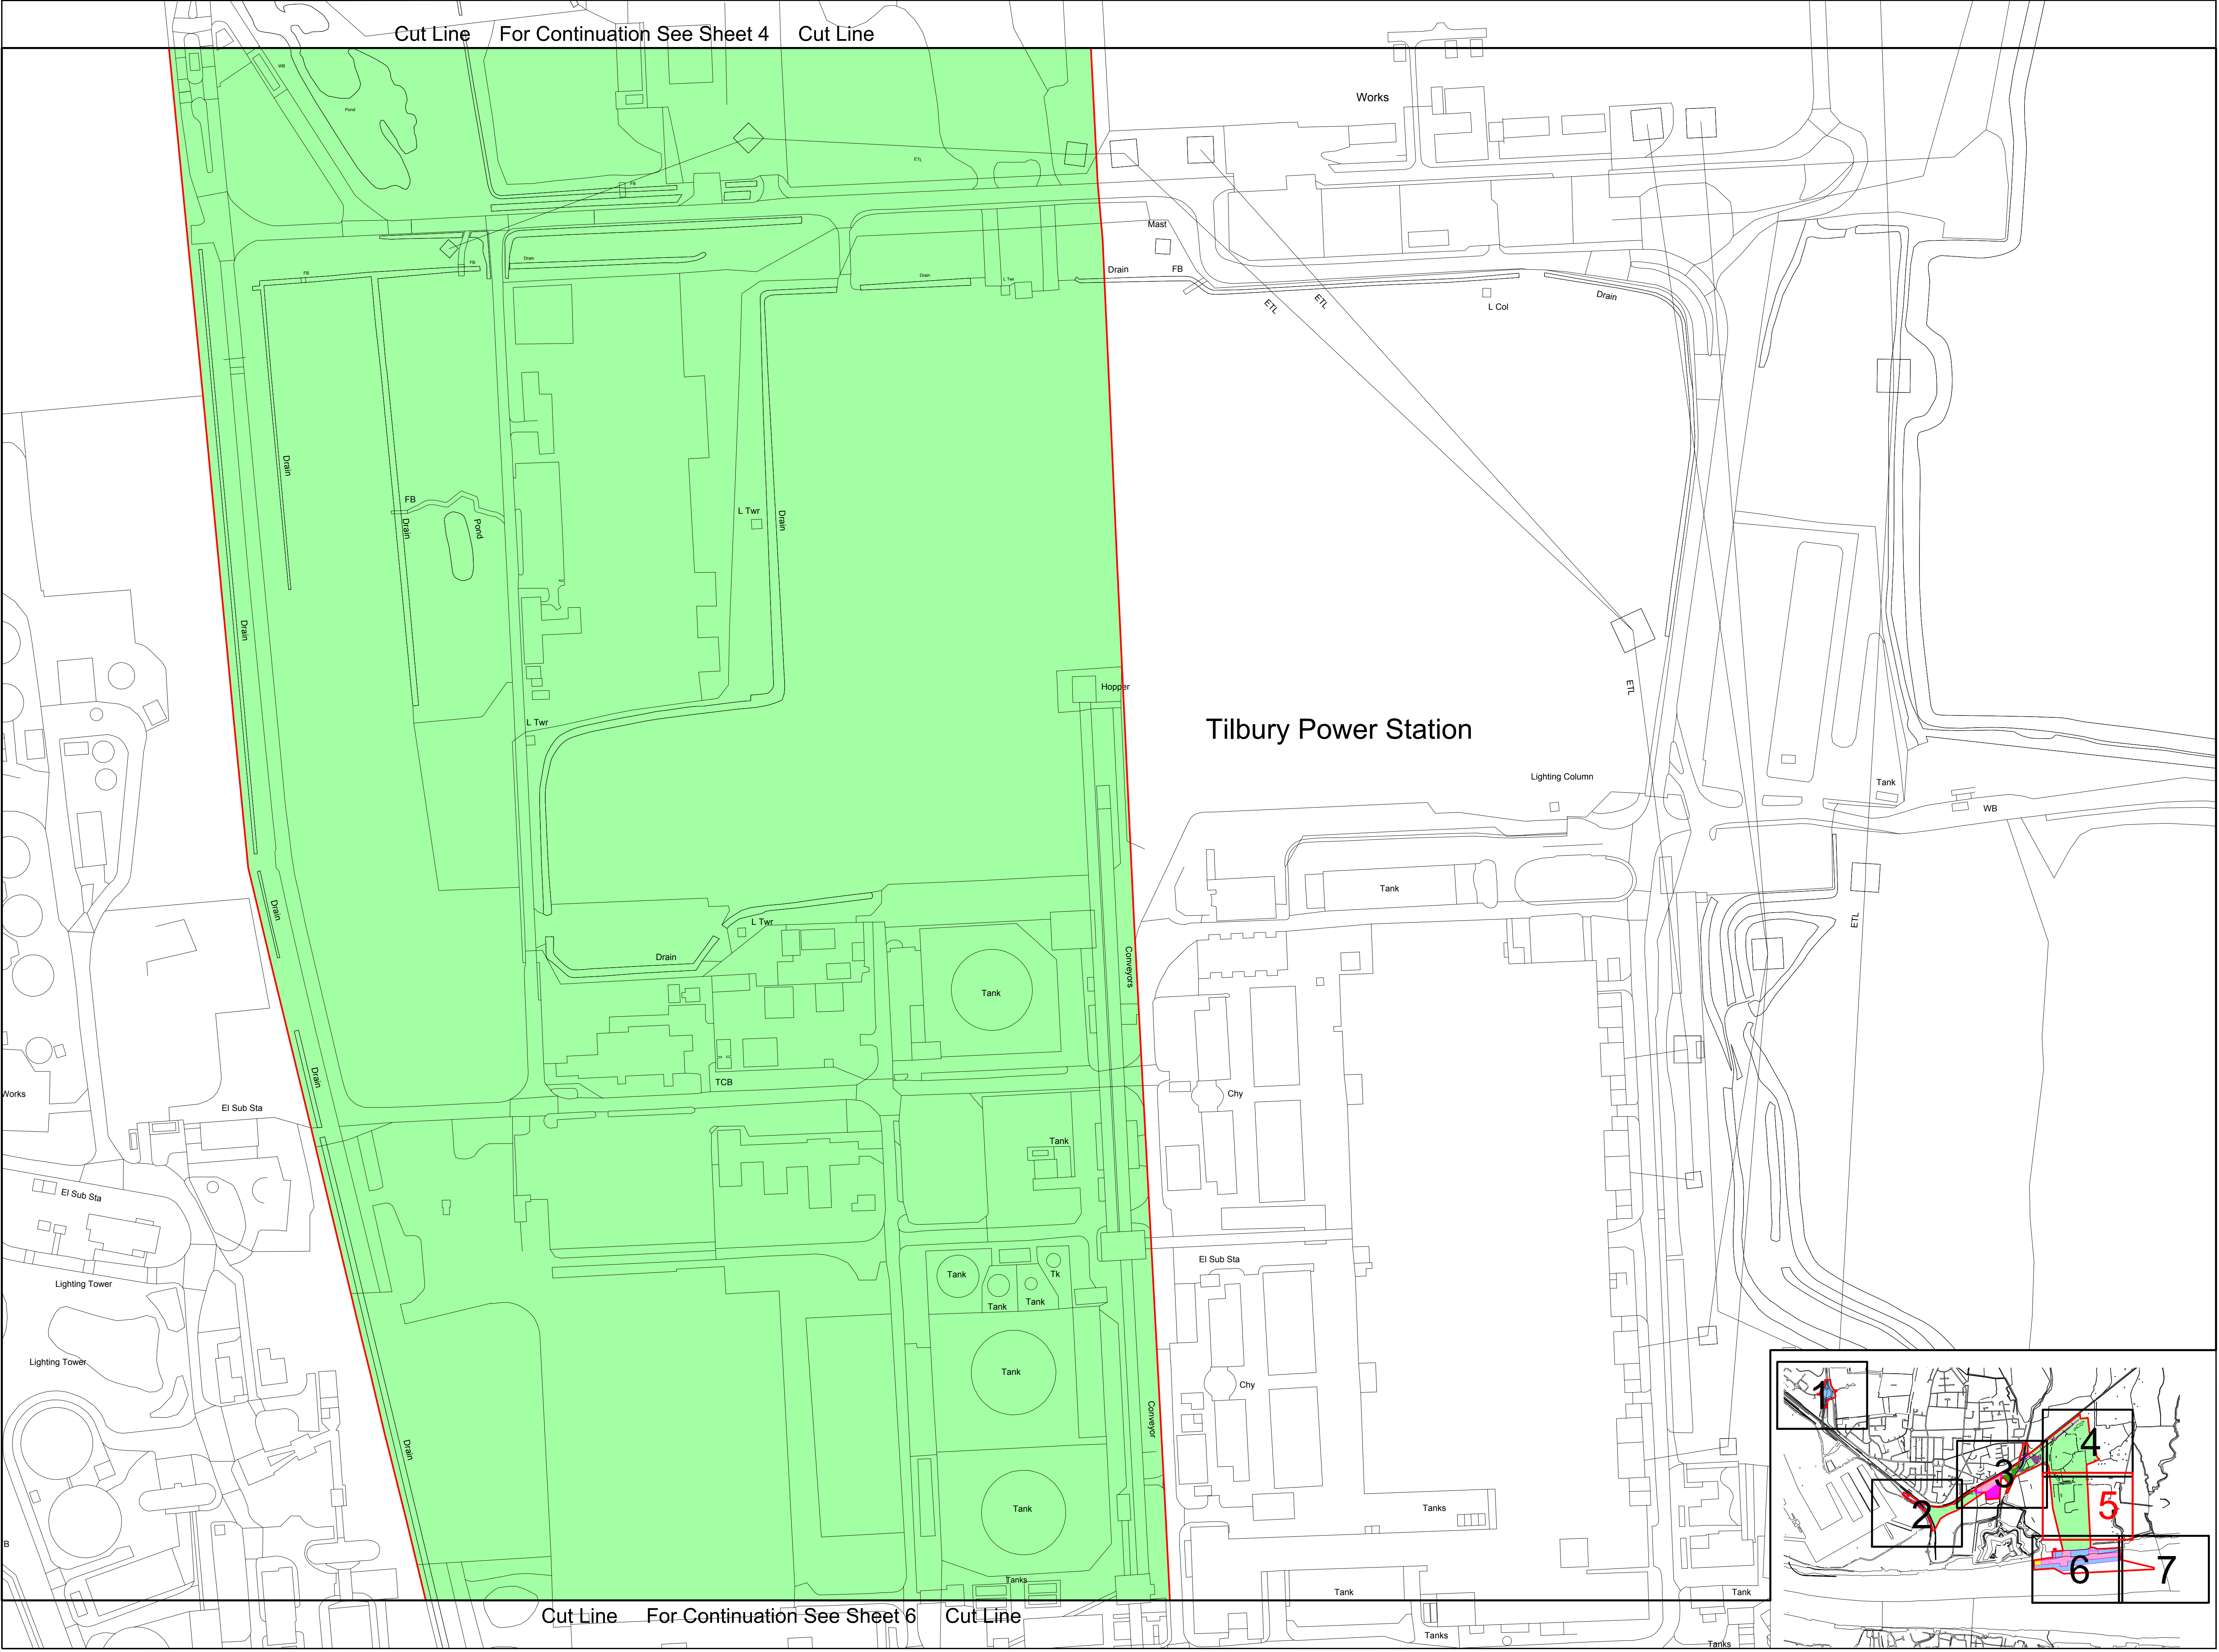 Cut Line For Continuation See Sheet 4 Cut Line
WB
Pond
Works
ETL
FB
Mast
Drain
FB
FB
Drain
FB
Drain
L Twr
ETL
ETL
Drain
L Col
Drain
FB
Drain
Pond
L Twr
Drain
Drain
Hopper
ETL
L Twr
Tilbury Power Station
Lighting Column
Tank
WB
Tank
Drain
L Twr
ETL
Drain
Conveyors
Tank
Drain
TCB
Works
El Sub Sta
Chy
Tank
El Sub Sta
El Sub Sta
Tank
Tk
Tank
Tank
Lighting Tower
Lighting Tower
Tank
Chy
Conveyor
Drain
Tank
Tanks
B
Tanks
Tank
Tank
Cut Line For Continuation See Sheet 6 Cut Line
Tanks
Tanks
1
2
3
4
5
6
7